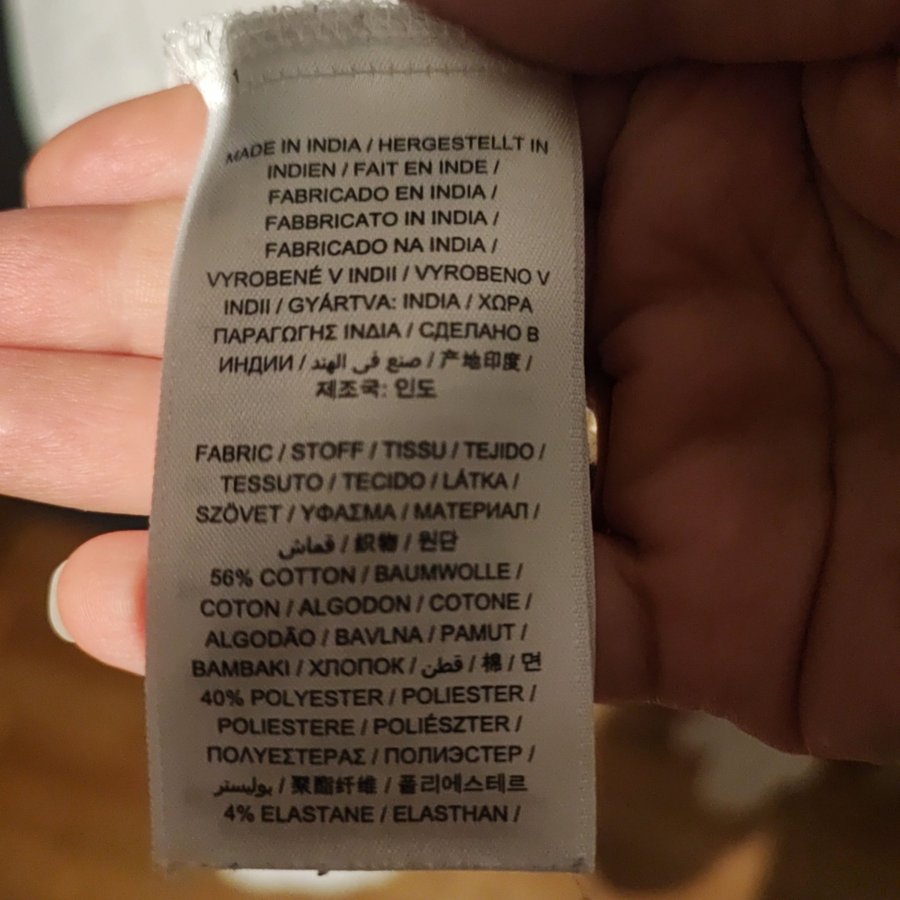 MADE IN INDIA / HERGESTELLT IN
INDIEN / FAIT EN INDE /
FABRICADO EN INDIA /
FABBRICATO IN INDIA /
FABRICADO NA INDIA /
VYROBENÉ V INDII / VYROBENO V
INDII / GYÁRTVA: INDIA / ΧΩΡΑ
ΠΑΡΑΓΩΓΗΣ ΙΝΔΙΑ / СДЕЛАНО В
ИНДИИ / صنع في الهند / 产地印度 /
제조국: 인도
FABRIC / STOFF / TISSU / TEJIDO /
TESSUTO / TECIDO / LÁTKA /
SZÖVET / ΥΦΑΣΜΑ / МАТЕРИАЛ /
قماش / 織物 / 원단
56% COTTON / BAUMWOLLE /
COTON / ALGODON / COTONE /
ALGODÃO / BAVLNA / PAMUT /
ΒΑΜΒΑΚΙ / ХЛОПОК / قطن / 棉 / 면
40% POLYESTER / POLIESTER /
POLIESTERE / POLIÉSZTER /
ΠΟΛΥΕΣΤΕΡΑΣ / ПОЛИЭСТЕР /
بوليستر / 聚酯纤维 / 폴리에스테르
4% ELASTANE / ELASTHAN /